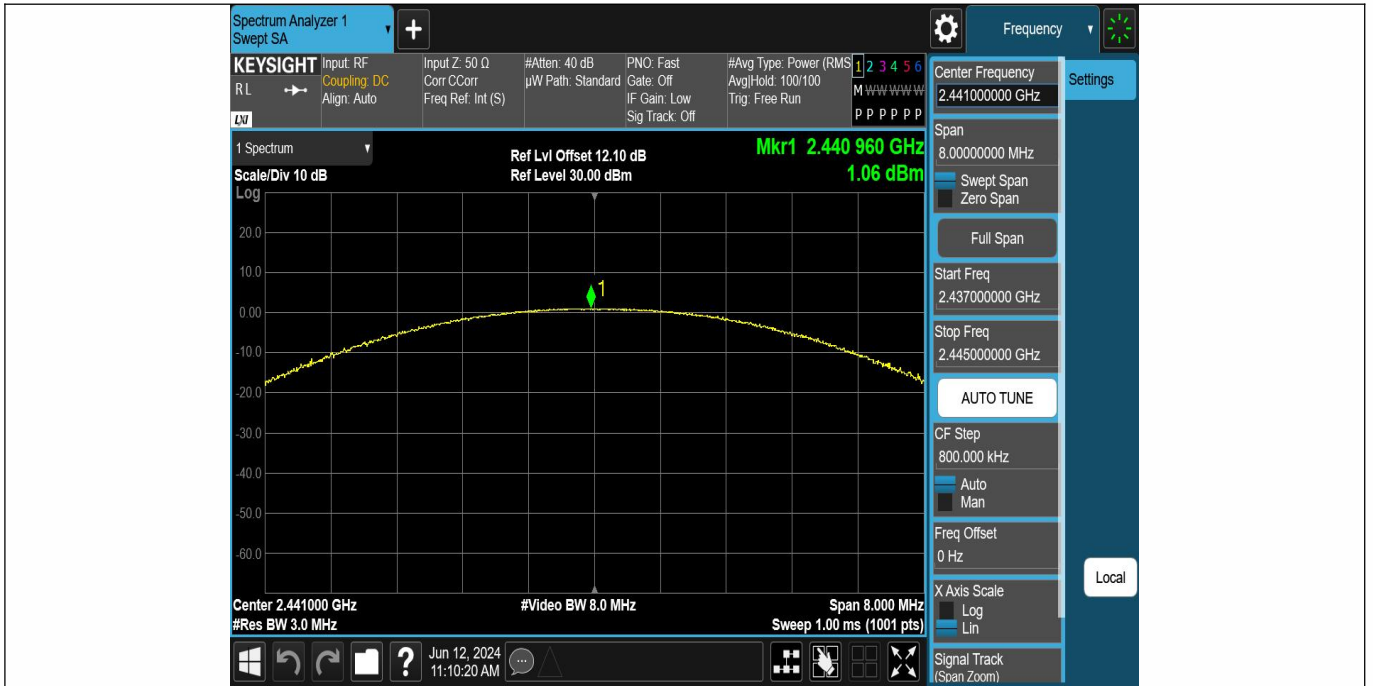 Spectrum Analyzer 1
Swept SA
+
Frequency
KEYSIGHT
R L
LXI
Input: RF
Coupling: DC
Align: Auto
Input Z: 50 Ω
Corr CCorr
Freq Ref: Int (S)
#Atten: 40 dB
µW Path: Standard
PNO: Fast
Gate: Off
IF Gain: Low
Sig Track: Off
#Avg Type: Power (RMS
Avg|Hold: 100/100
Trig: Free Run
1 2 3 4 5 6
M W W W W W
P P P P P P
1 Spectrum
Scale/Div 10 dB
Ref Lvl Offset 12.10 dB
Ref Level 30.00 dBm
Mkr1 2.440 960 GHz
1.06 dBm
Log
20.0
10.0
0.00
-10.0
-20.0
-30.0
-40.0
-50.0
-60.0
1
Center 2.441000 GHz
#Res BW 3.0 MHz
#Video BW 8.0 MHz
Span 8.000 MHz
Sweep 1.00 ms (1001 pts)
Center Frequency
2.441000000 GHz
Settings
Span
8.00000000 MHz
Swept Span
Zero Span
Full Span
Start Freq
2.437000000 GHz
Stop Freq
2.445000000 GHz
AUTO TUNE
CF Step
800.000 kHz
Auto
Man
Freq Offset
0 Hz
X Axis Scale
Log
Lin
Signal Track
(Span Zoom)
Local
?
Jun 12, 2024
11:10:20 AM